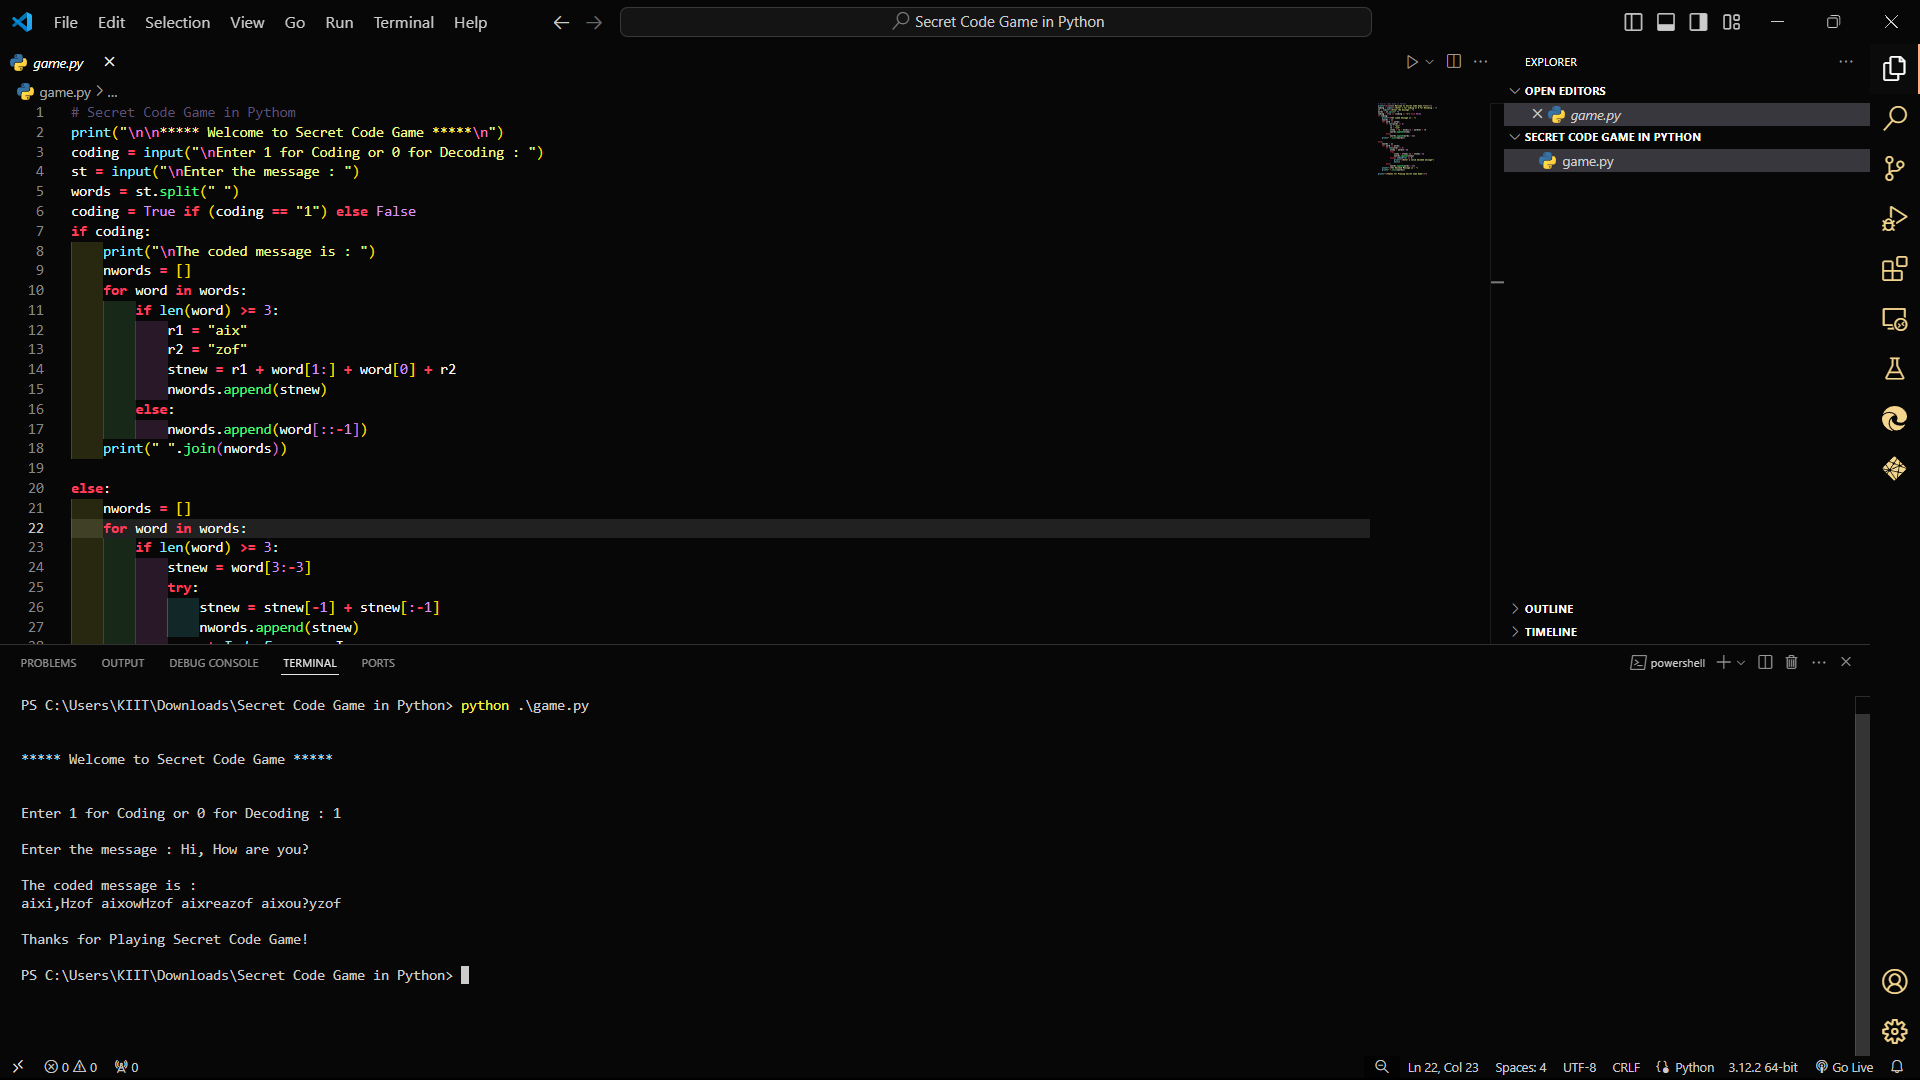 File Edit Selection View Go Run Terminal Help
Secret Code Game in Python
game.py
game.py > ...
1 # Secret Code Game in Pythom
2 print("\n\n***** Welcome to Secret Code Game *****\n")
3 coding = input("\nEnter 1 for Coding or 0 for Decoding : ")
4 st = input("\nEnter the message : ")
5 words = st.split(" ")
6 coding = True if (coding == "1") else False
7 if coding:
8     print("\nThe coded message is : ")
9     nwords = []
10     for word in words:
11         if len(word) >= 3:
12             r1 = "aix"
13             r2 = "zof"
14             stnew = r1 + word[1:] + word[0] + r2
15             nwords.append(stnew)
16         else:
17             nwords.append(word[::-1])
18     print(" ".join(nwords))
19
20 else:
21     nwords = []
22     for word in words:
23         if len(word) >= 3:
24             stnew = word[3:-3]
25             try:
26                 stnew = stnew[-1] + stnew[:-1]
27                 nwords.append(stnew)
EXPLORER
OPEN EDITORS
game.py
SECRET CODE GAME IN PYTHON
game.py
OUTLINE
TIMELINE
PROBLEMS OUTPUT DEBUG CONSOLE TERMINAL PORTS
powershell
PS C:\Users\KIIT\Downloads\Secret Code Game in Python> python .\game.py
***** Welcome to Secret Code Game *****
Enter 1 for Coding or 0 for Decoding : 1
Enter the message : Hi, How are you?
The coded message is :
aixi,Hzof aixowHzof aixreazof aixou?yzof
Thanks for Playing Secret Code Game!
PS C:\Users\KIIT\Downloads\Secret Code Game in Python>
0 0 0
Ln 22, Col 23 Spaces: 4 UTF-8 CRLF Python 3.12.2 64-bit Go Live